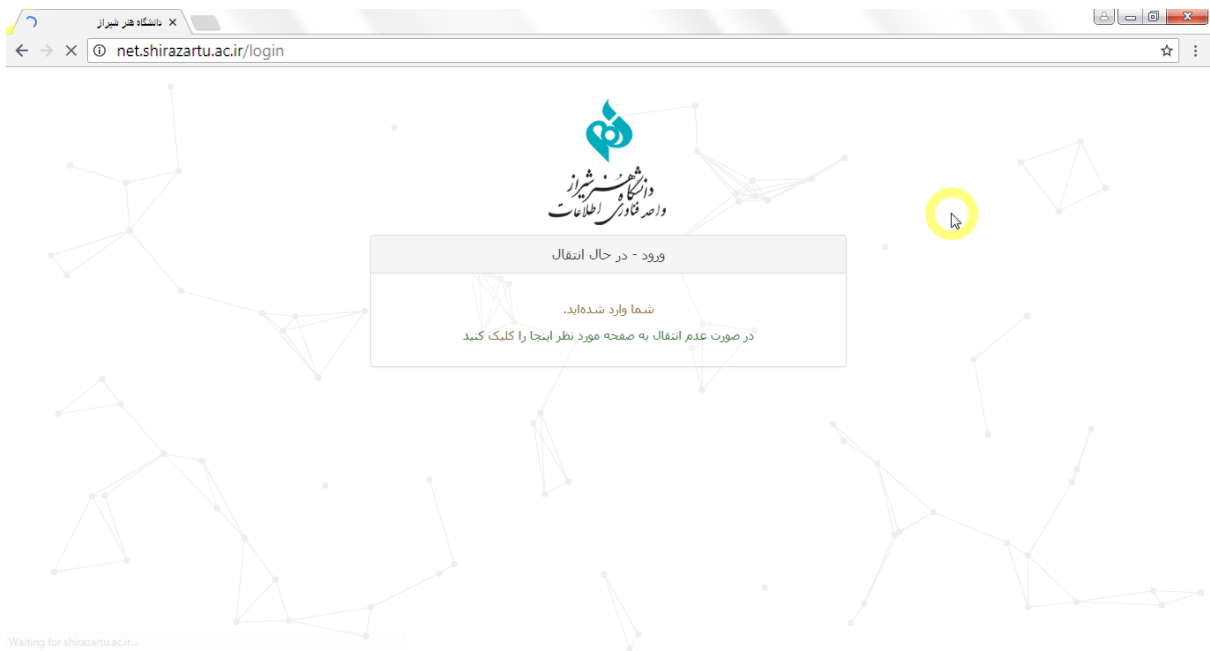 دانشگاه هنر شیراز
net.shirazartu.ac.ir/login
دانشگاه هنر شیراز
واحد فناوری اطلاعات
ورود - در حال انتقال
شما وارد شده‌اید.
در صورت عدم انتقال به صفحه مورد نظر اینجا را کلیک کنید
Waiting for shirazartu.ac.ir...